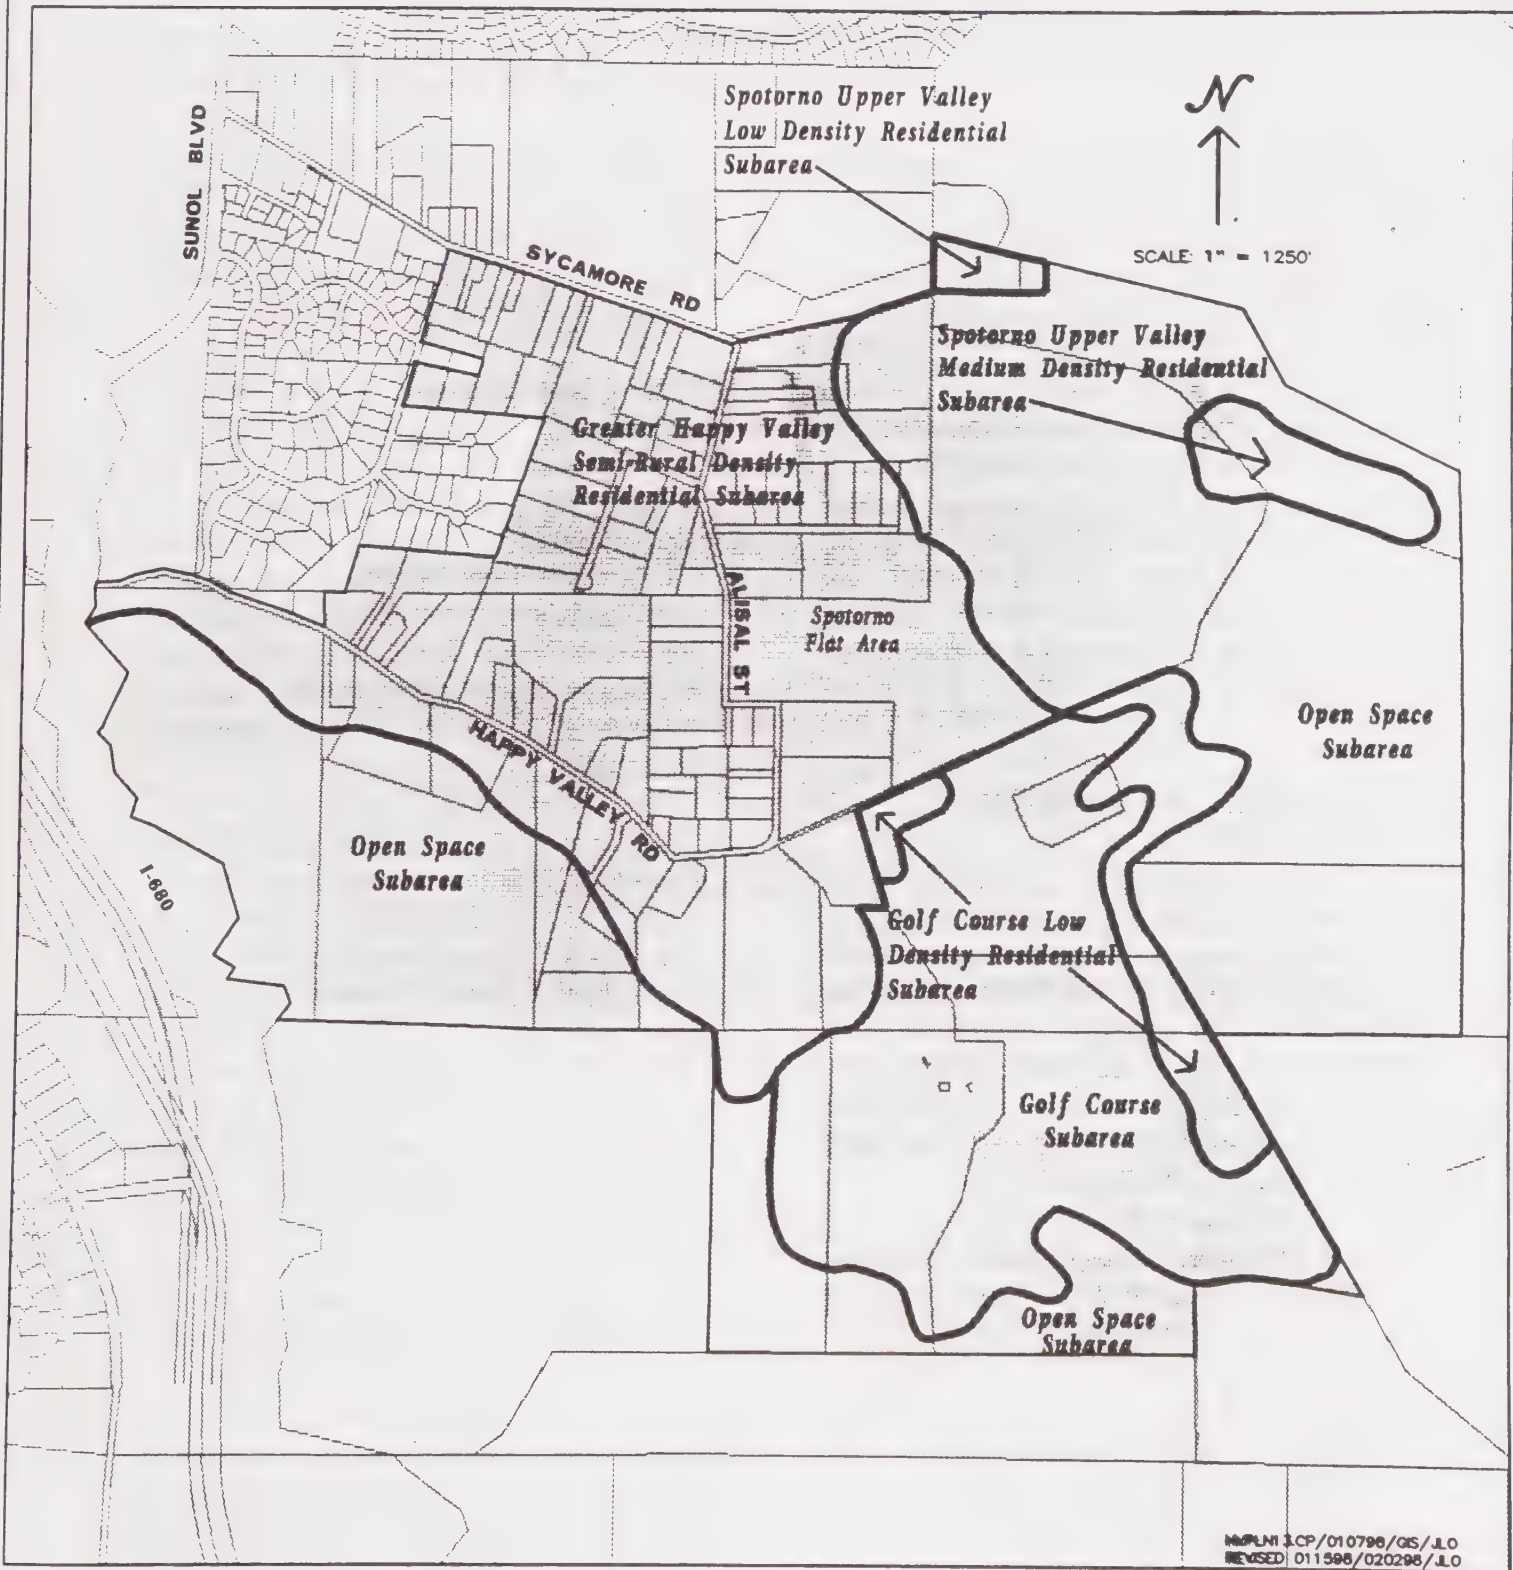 Spotorno Upper Valley
Low Density Residential
Subarea
N
SCALE: 1" = 1250'
SUNOL BLVD
SYCAMORE RD
Spotorno Upper Valley
Medium Density Residential
Subarea
Greater Happy Valley
Semi-Rural Density
Residential Subarea
ALISAL ST
Spotorno
Flat Area
Open Space
Subarea
HAPPY VALLEY RD
Open Space
Subarea
I-680
Golf Course Low
Density Residential
Subarea
Golf Course
Subarea
Open Space
Subarea
REVISED 011598/020298/JLO